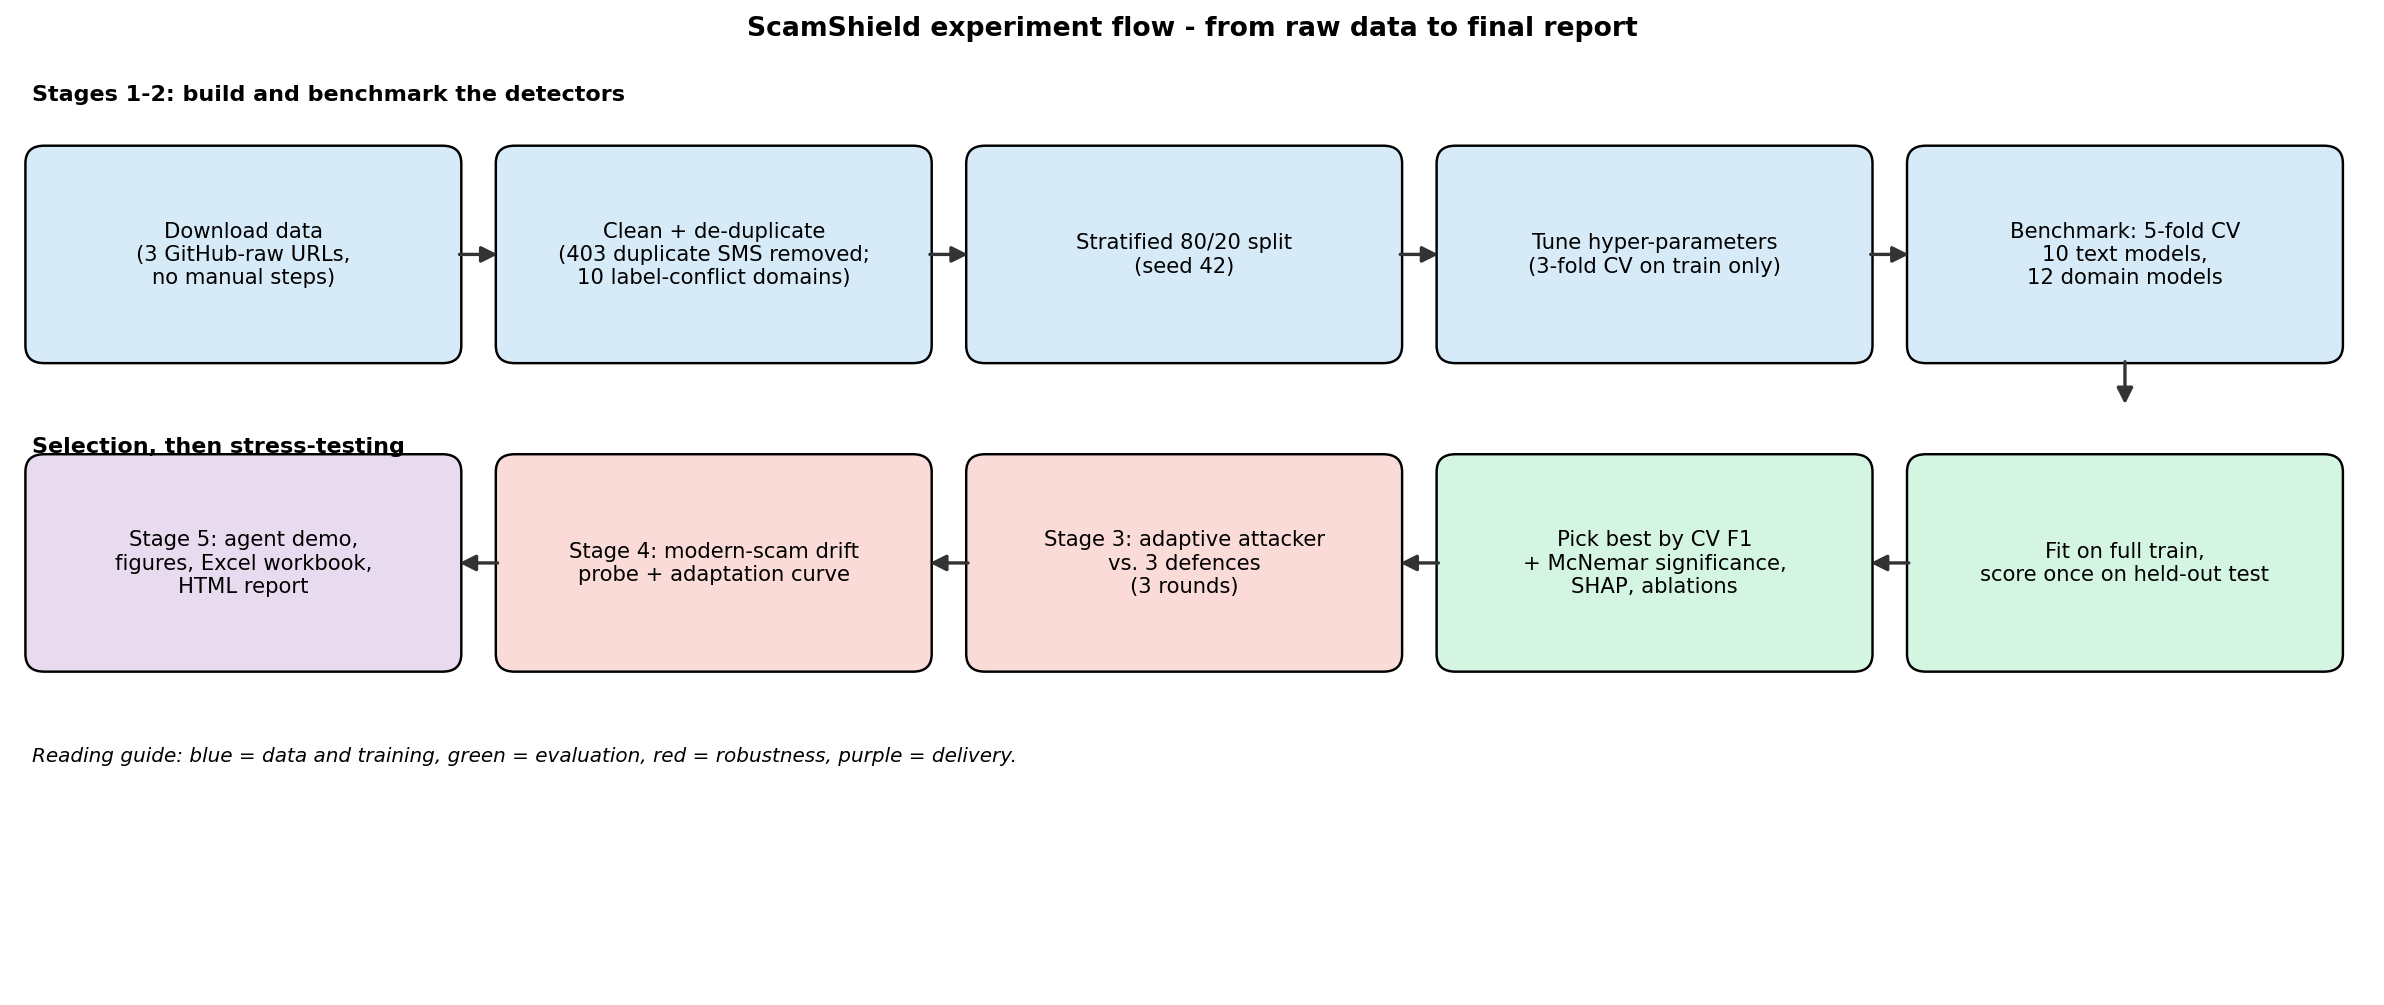 ScamShield experiment flow - from raw data to final report
Stages 1-2: build and benchmark the detectors
Download data
(3 GitHub-raw URLs,
no manual steps)
Clean + de-duplicate
(403 duplicate SMS removed;
10 label-conflict domains)
Stratified 80/20 split
(seed 42)
Tune hyper-parameters
(3-fold CV on train only)
Benchmark: 5-fold CV
10 text models,
12 domain models
Selection, then stress-testing
Stage 5: agent demo,
figures, Excel workbook,
HTML report
Stage 4: modern-scam drift
probe + adaptation curve
Stage 3: adaptive attacker
vs. 3 defences
(3 rounds)
Pick best by CV F1
+ McNemar significance,
SHAP, ablations
Fit on full train,
score once on held-out test
Reading guide: blue = data and training, green = evaluation, red = robustness, purple = delivery.